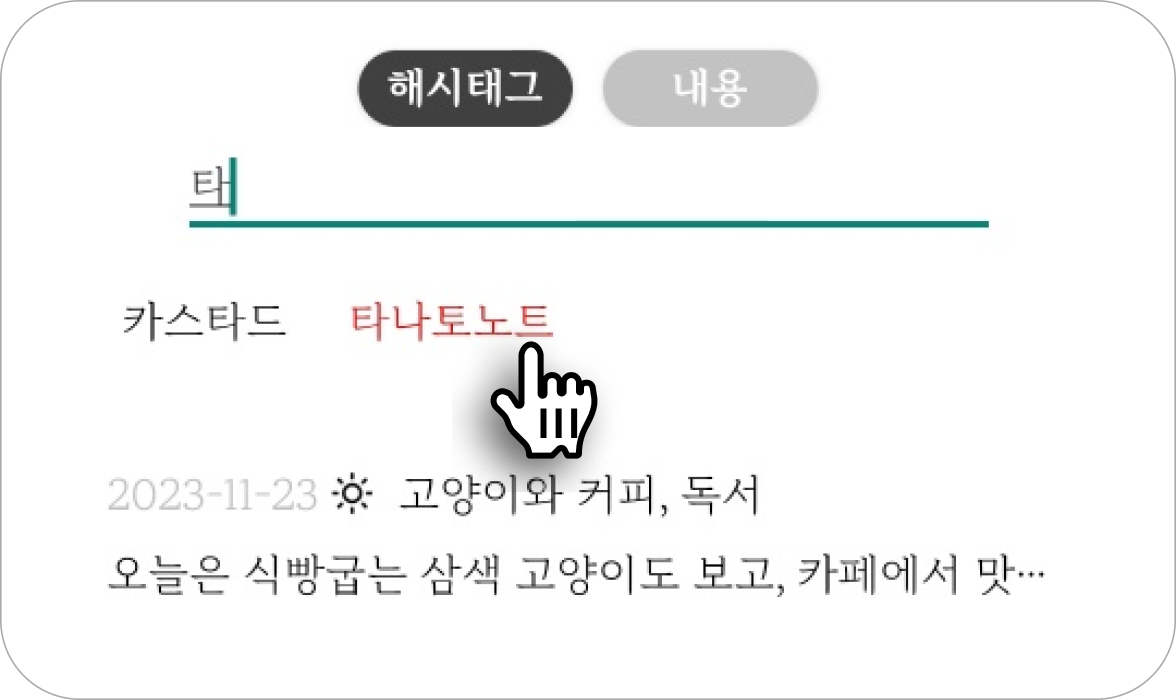 해시태그 내용
타
카스타드 타나토노트
2023-11-23 고양이와 커피, 독서
오늘은 식빵굽는 삼색 고양이도 보고, 카페에서 맛…